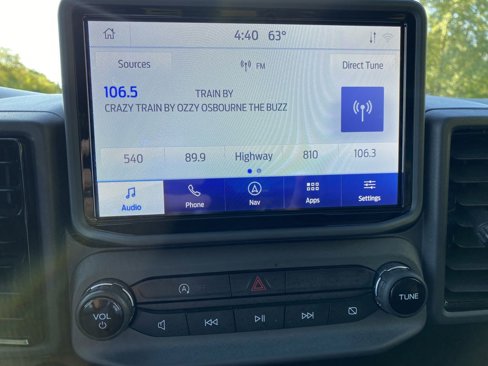 4:40 63°
Sources FM Direct Tune
106.5 TRAIN BY
CRAZY TRAIN BY OZZY OSBOURNE THE BUZZ
540 89.9 Highway 810 106.3
Audio Phone Nav Apps Settings
VOL TUNE